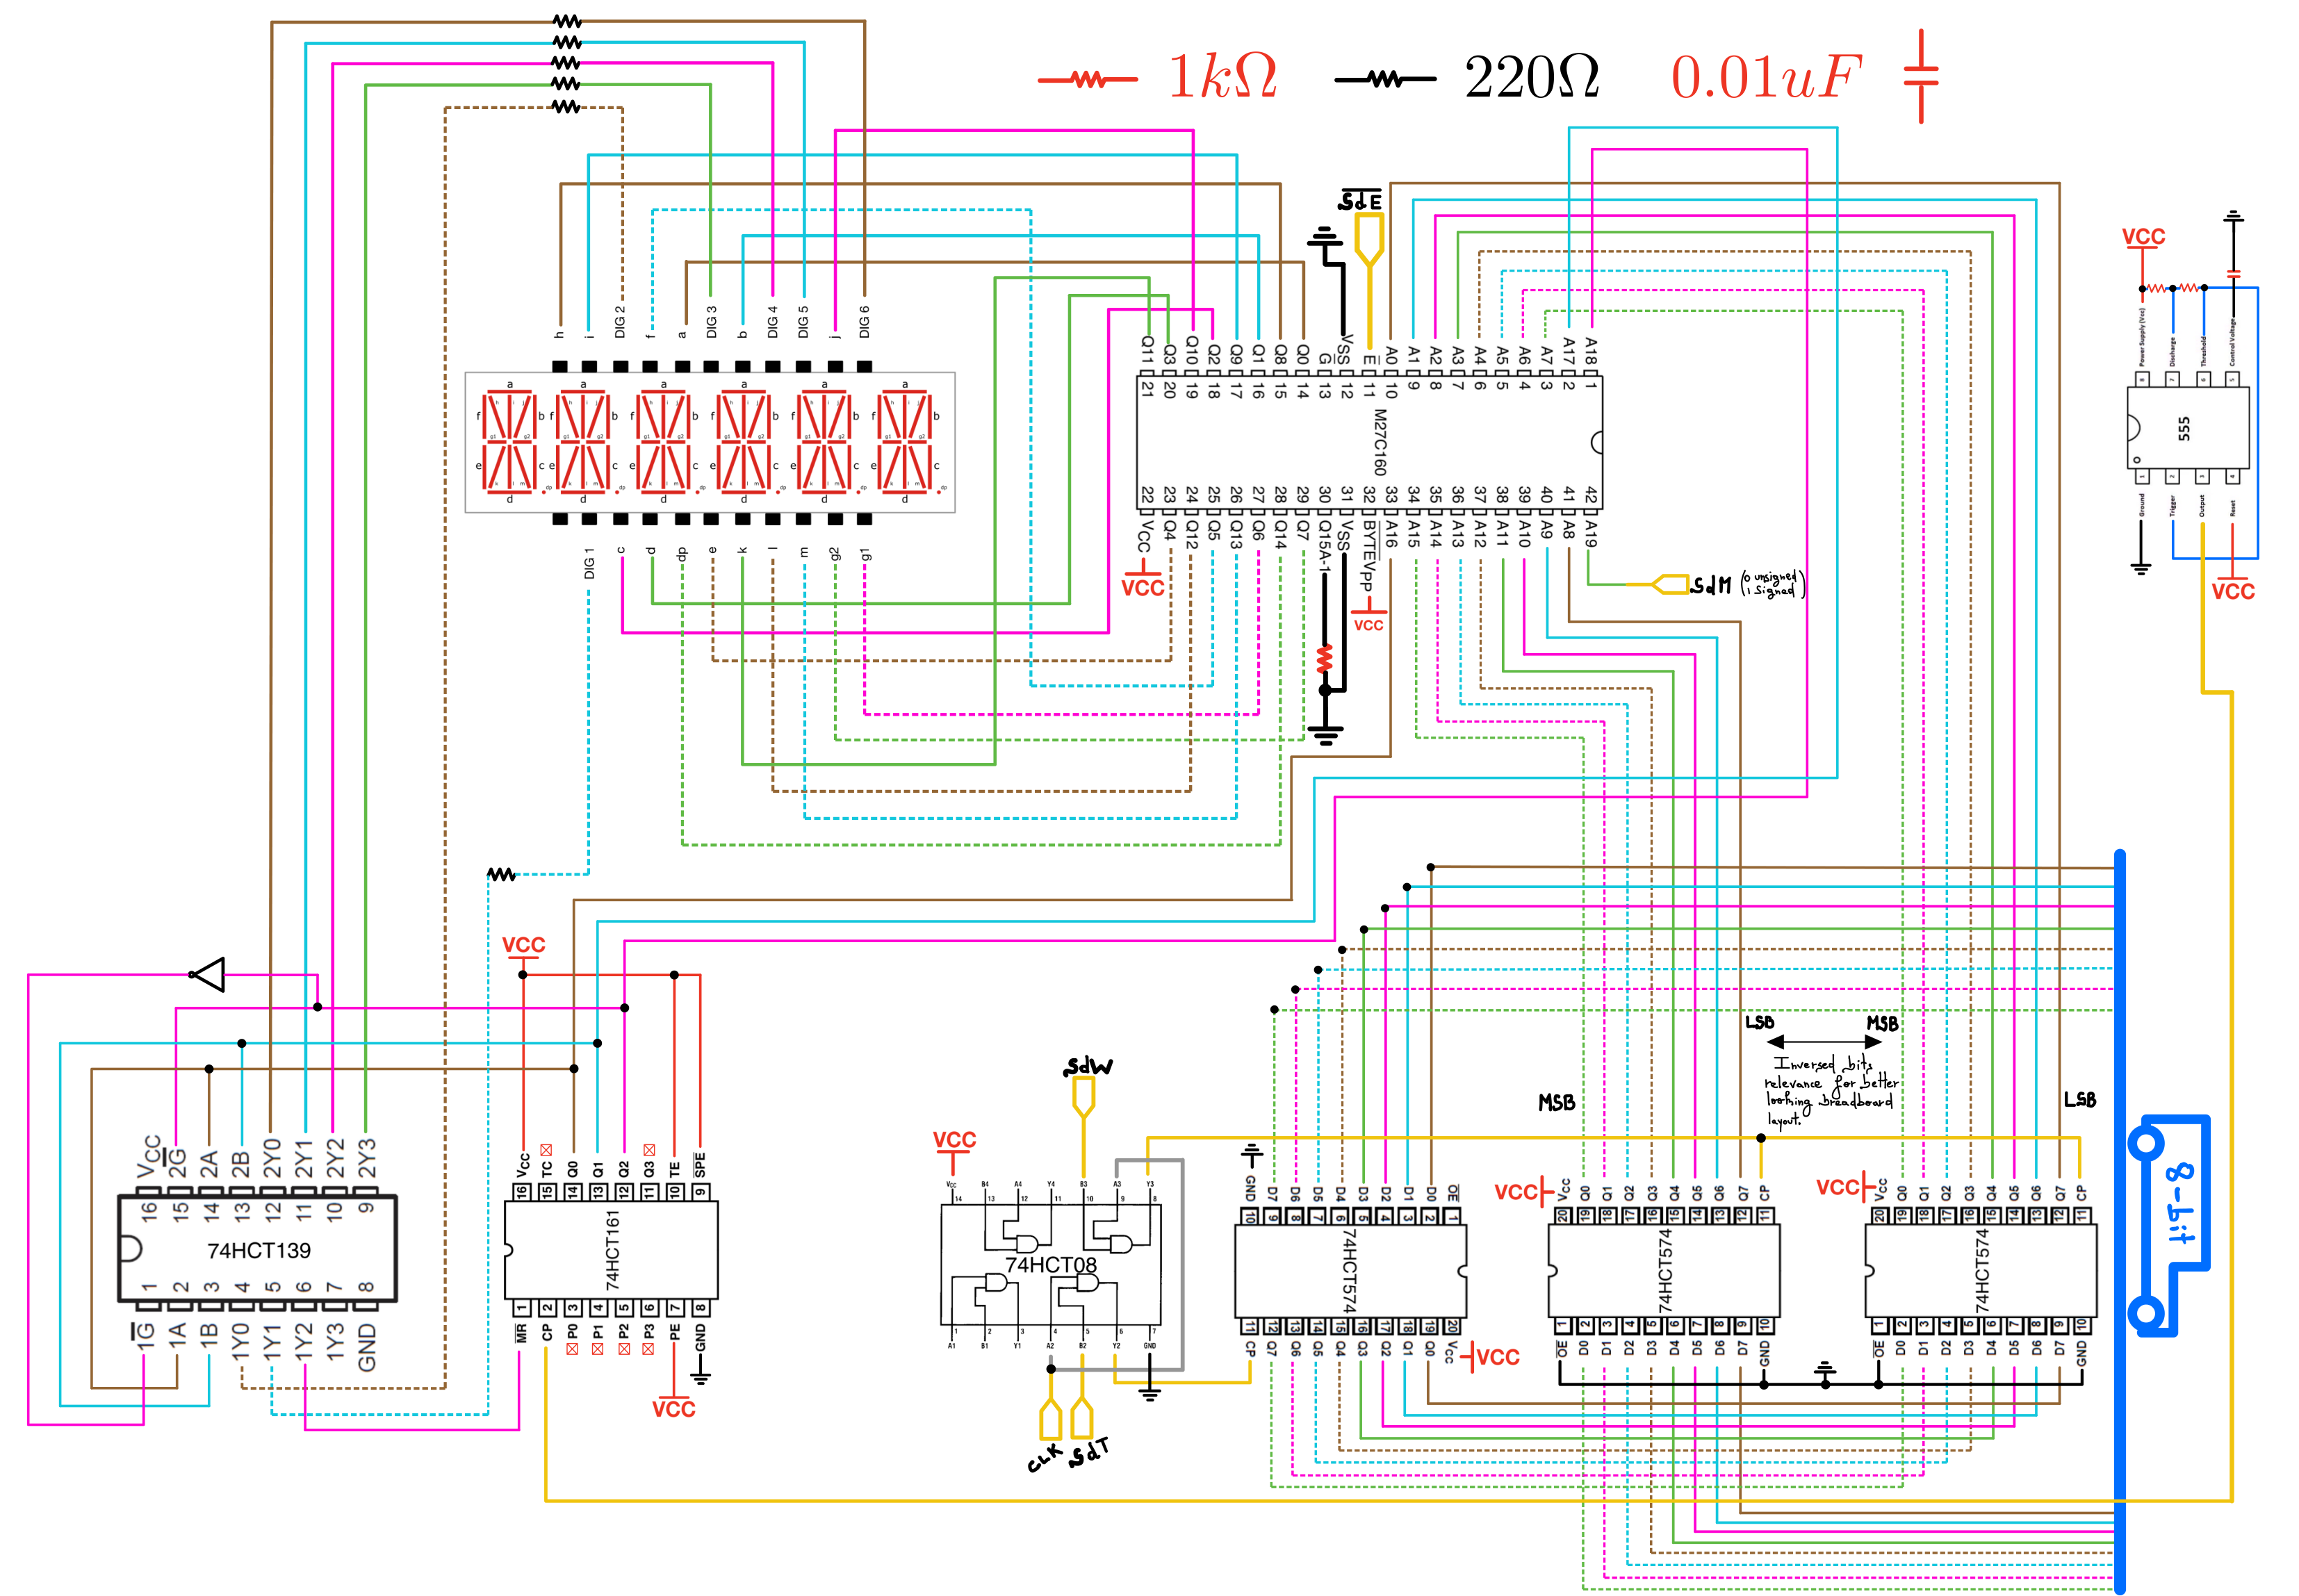 1kΩ 220Ω 0.01uF
h i DIG 2 f a DIG 3 b DIG 4 DIG 5 j DIG 6
a a a a a a
f b f b f b f b f b f b
e c e c e c e c e c e c
d d d d d d
DIG 1 c d dp e k l m g2 g1
SdE
Q11 Q3 Q10 Q2 Q9 Q1 Q8 Q0 G VSS E A0 A1 A2 A3 A4 A5 A6 A7 A17 A18
21 20 19 18 17 16 15 14 13 12 11 10 9 8 7 6 5 4 3 2 1
M27C160
22 23 24 25 26 27 28 29 30 31 32 33 34 35 36 37 38 39 40 41 42
VCC Q4 Q12 Q5 Q13 Q6 Q14 Q7 Q15A-1 VSS BYTEVPP A16 A15 A14 A13 A12 A11 A10 A9 A8 A19
VCC
VCC
SdM (0 unsigned
1 signed)
VCC
Power Supply (Vcc) Discharge Threshold Control Voltage
8 7 6 5
555
1 2 3 4
Ground Trigger Output Reset
VCC
VCC
VCC 2G 2A 2B 2Y0 2Y1 2Y2 2Y3
16 15 14 13 12 11 10 9
74HCT139
1 2 3 4 5 6 7 8
1G 1A 1B 1Y0 1Y1 1Y2 1Y3 GND
VCC TC Q0 Q1 Q2 Q3 TE SPE
16 15 14 13 12 11 10 9
74HCT161
1 2 3 4 5 6 7 8
MR CP P0 P1 P2 P3 PE GND
VCC
SdW
VCC
Vcc B4 A4 Y4 B3 A3 Y3
14 13 12 11 10 9 8
74HCT08
1 2 3 4 5 6 7
A1 B1 Y1 A2 B2 Y2 GND
CLK SdT
GND D7 D6 D5 D4 D3 D2 D1 D0 OE
10 9 8 7 6 5 4 3 2 1
74HCT574
11 12 13 14 15 16 17 18 19 20
CP Q7 Q6 Q5 Q4 Q3 Q2 Q1 Q0 VCC
VCC
LSB MSB
Inversed bits
relevance for better
looking breadboard
layout.
MSB
LSB
VCC
VCC Q0 Q1 Q2 Q3 Q4 Q5 Q6 Q7 CP
20 19 18 17 16 15 14 13 12 11
74HCT574
1 2 3 4 5 6 7 8 9 10
OE D0 D1 D2 D3 D4 D5 D6 D7 GND
VCC
VCC Q0 Q1 Q2 Q3 Q4 Q5 Q6 Q7 CP
20 19 18 17 16 15 14 13 12 11
74HCT574
1 2 3 4 5 6 7 8 9 10
OE D0 D1 D2 D3 D4 D5 D6 D7 GND
8-bit